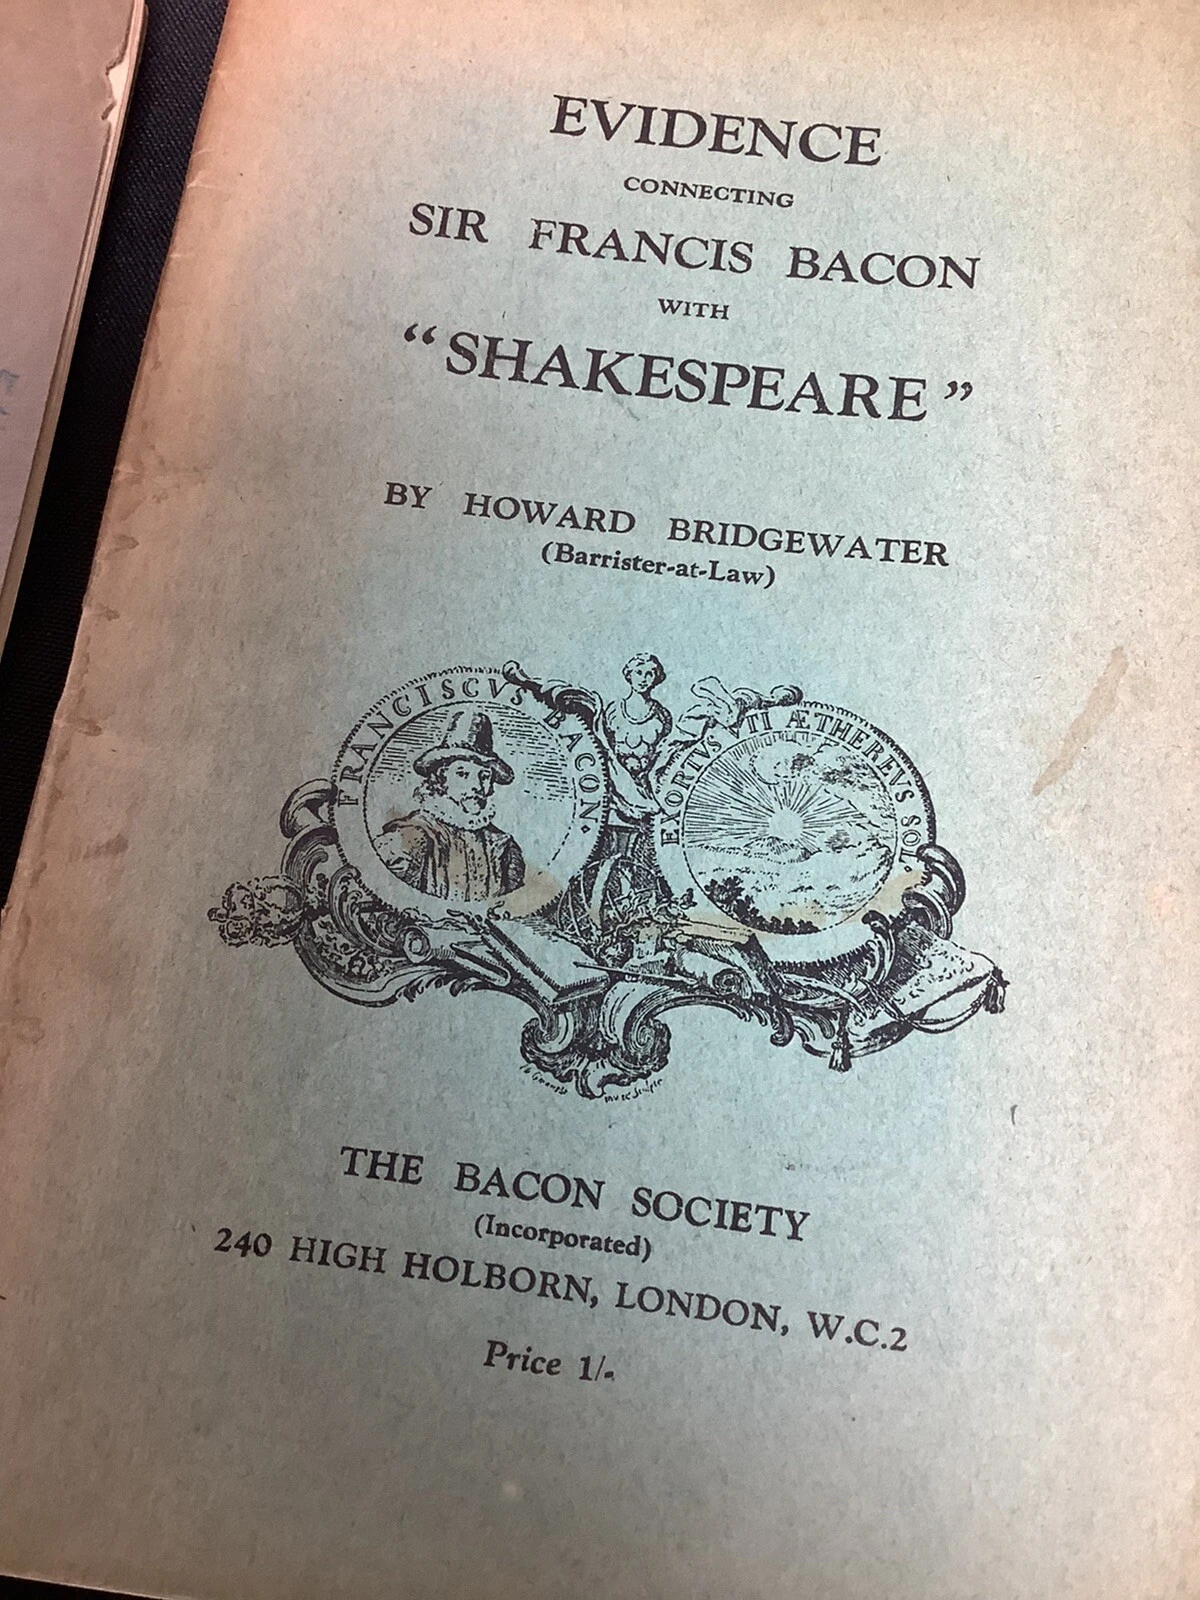 EVIDENCE
CONNECTING
SIR FRANCIS BACON
WITH
“SHAKESPEARE”
BY HOWARD BRIDGEWATER
(Barrister-at-Law)
FRANCISCVS BACON.
EXORTVS VTI ÆTHEREVS SOL.
THE BACON SOCIETY
(Incorporated)
240 HIGH HOLBORN, LONDON, W.C.2
Price 1/-